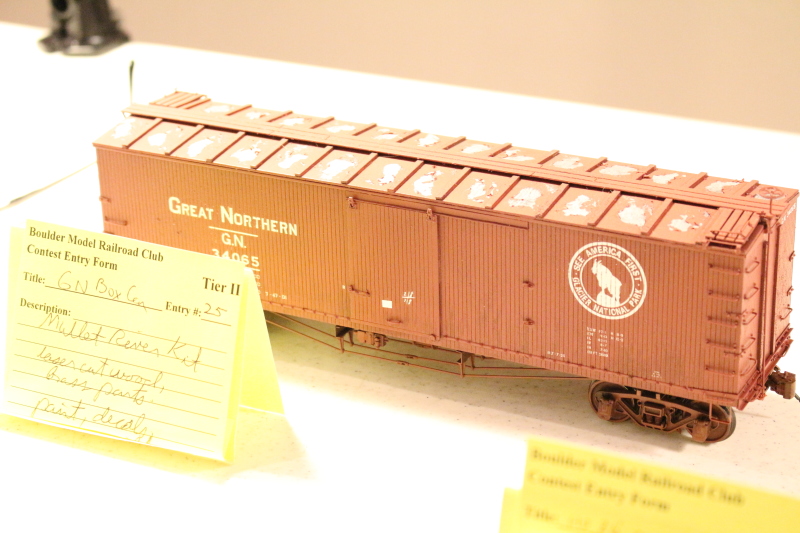 GREAT NORTHERN
G.N.
34065
SEE AMERICA FIRST
GLACIER NATIONAL PARK
Boulder Model Railroad Club
Contest Entry Form
Tier II
Title: GN Box Car Entry #: 25
Description:
Mullet River Kit
laser cut wood,
brass parts
paint, decals,
Boulder Model Railroad Club
Contest Entry Form
Title: